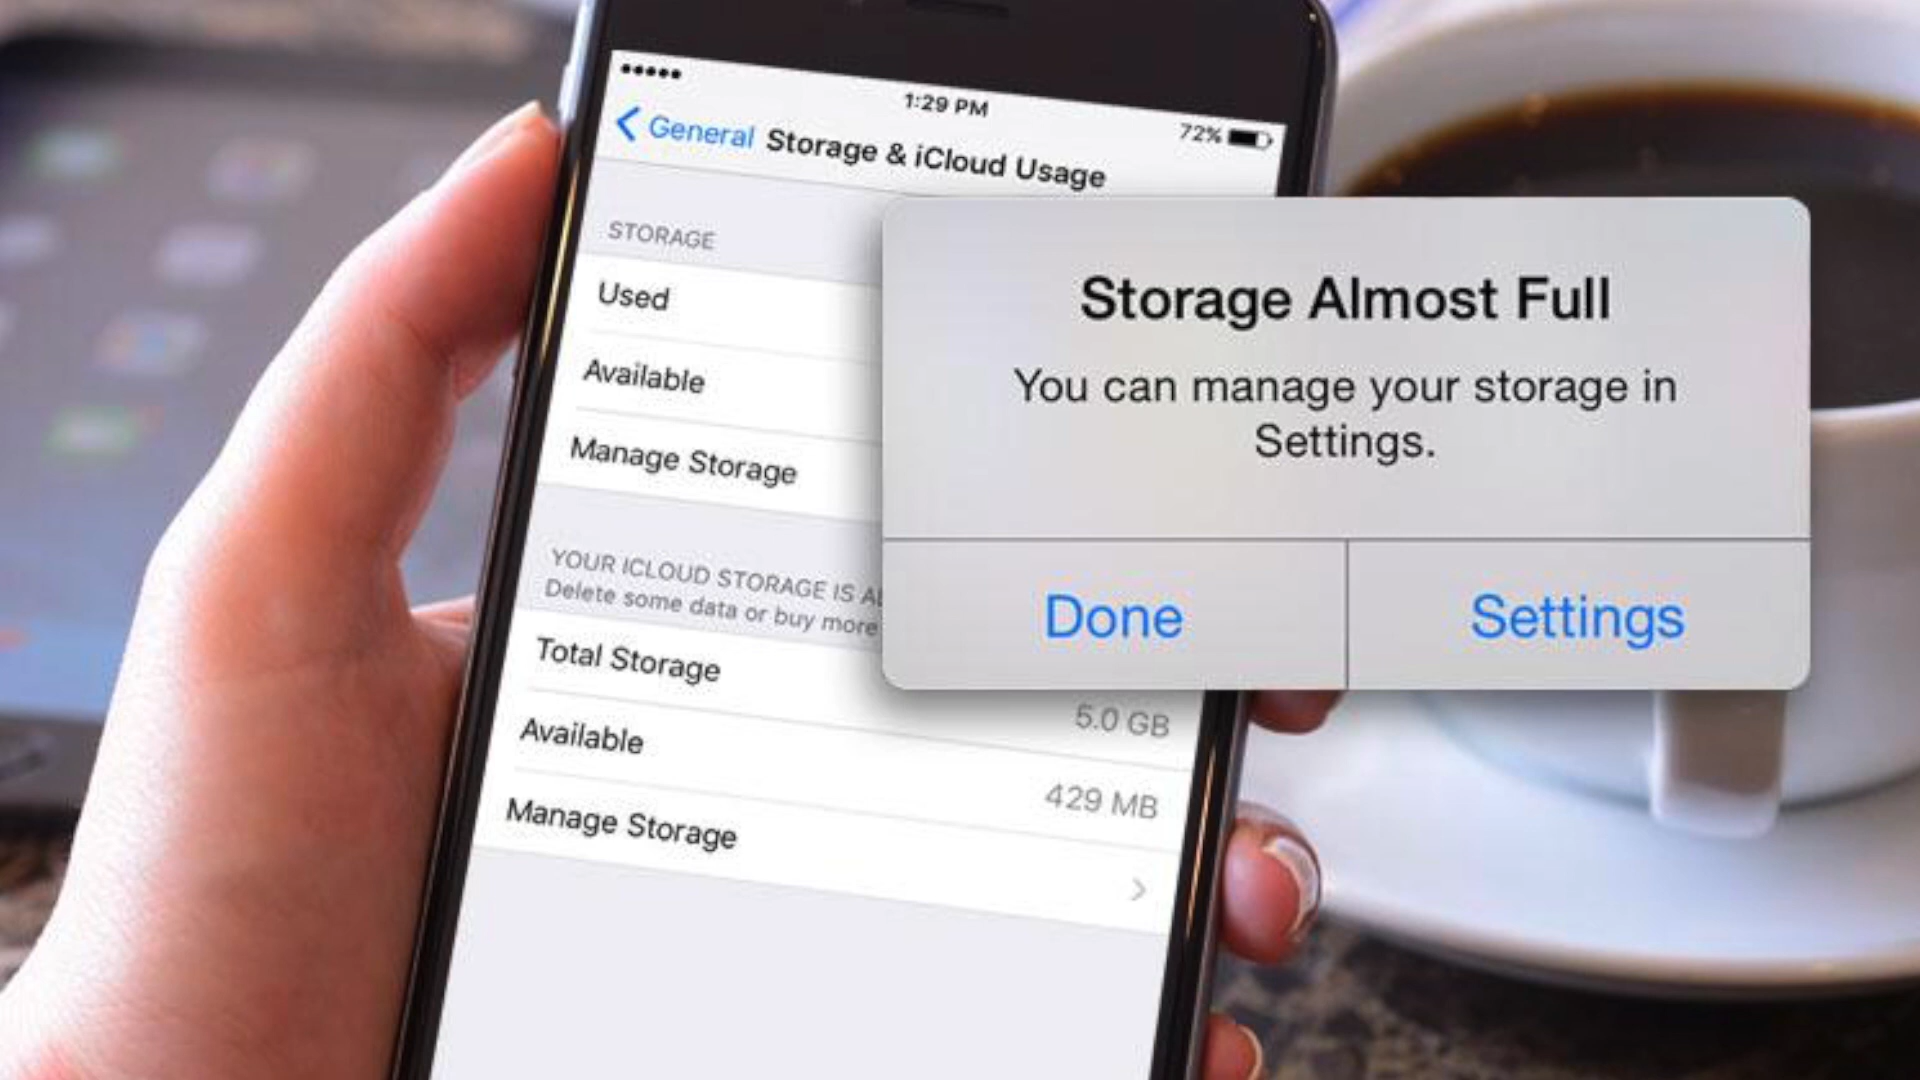 1:29 PM
72%
General Storage & iCloud Usage
STORAGE
Used
Available
Manage Storage
YOUR ICLOUD STORAGE IS
Delete some data or buy more
Total Storage
5.0 GB
Available
429 MB
Manage Storage
Storage Almost Full
You can manage your storage in
Settings.
Done
Settings